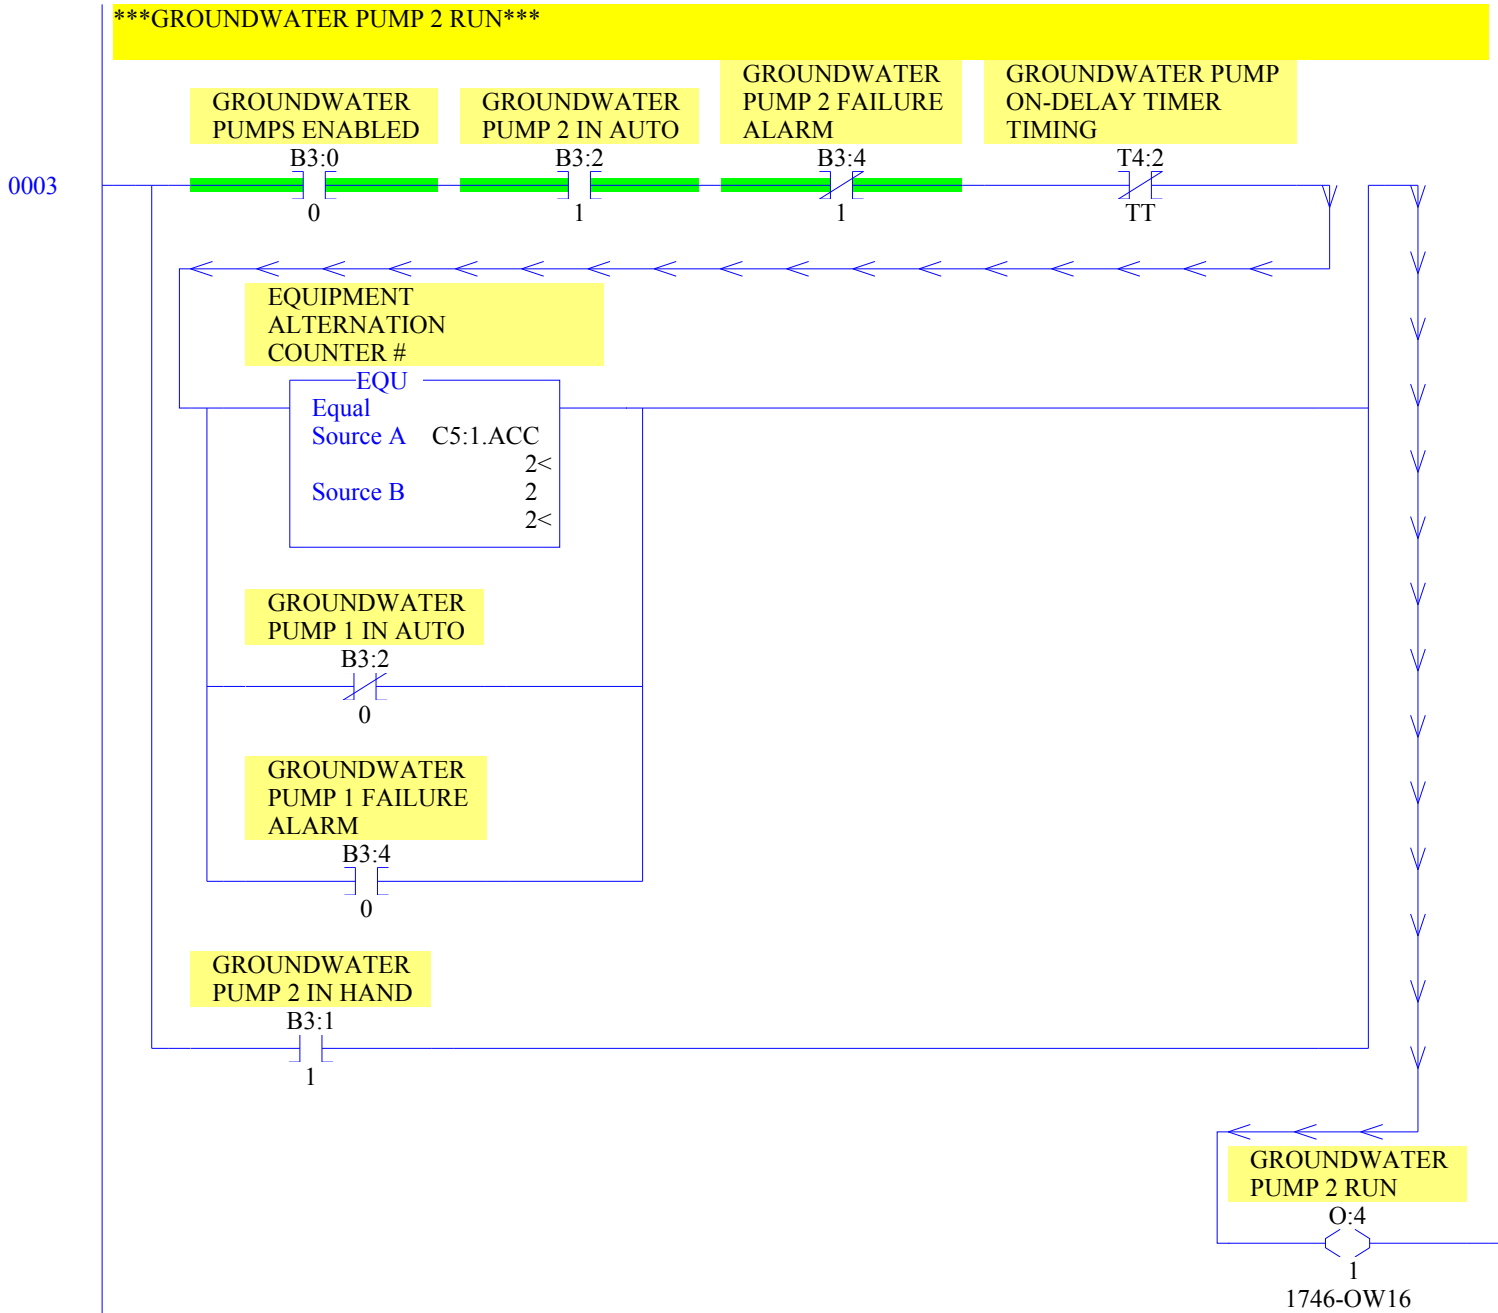 ***GROUNDWATER PUMP 2 RUN***
GROUNDWATER
PUMPS ENABLED
B3:0
0
GROUNDWATER
PUMP 2 IN AUTO
B3:2
1
GROUNDWATER
PUMP 2 FAILURE
ALARM
B3:4
1
GROUNDWATER PUMP
ON-DELAY TIMER
TIMING
T4:2
TT
0003
EQUIPMENT
ALTERNATION
COUNTER #
EQU
Equal
Source A C5:1.ACC
2<
Source B 2
2<
GROUNDWATER
PUMP 1 IN AUTO
B3:2
0
GROUNDWATER
PUMP 1 FAILURE
ALARM
B3:4
0
GROUNDWATER
PUMP 2 IN HAND
B3:1
1
GROUNDWATER
PUMP 2 RUN
O:4
1
1746-OW16